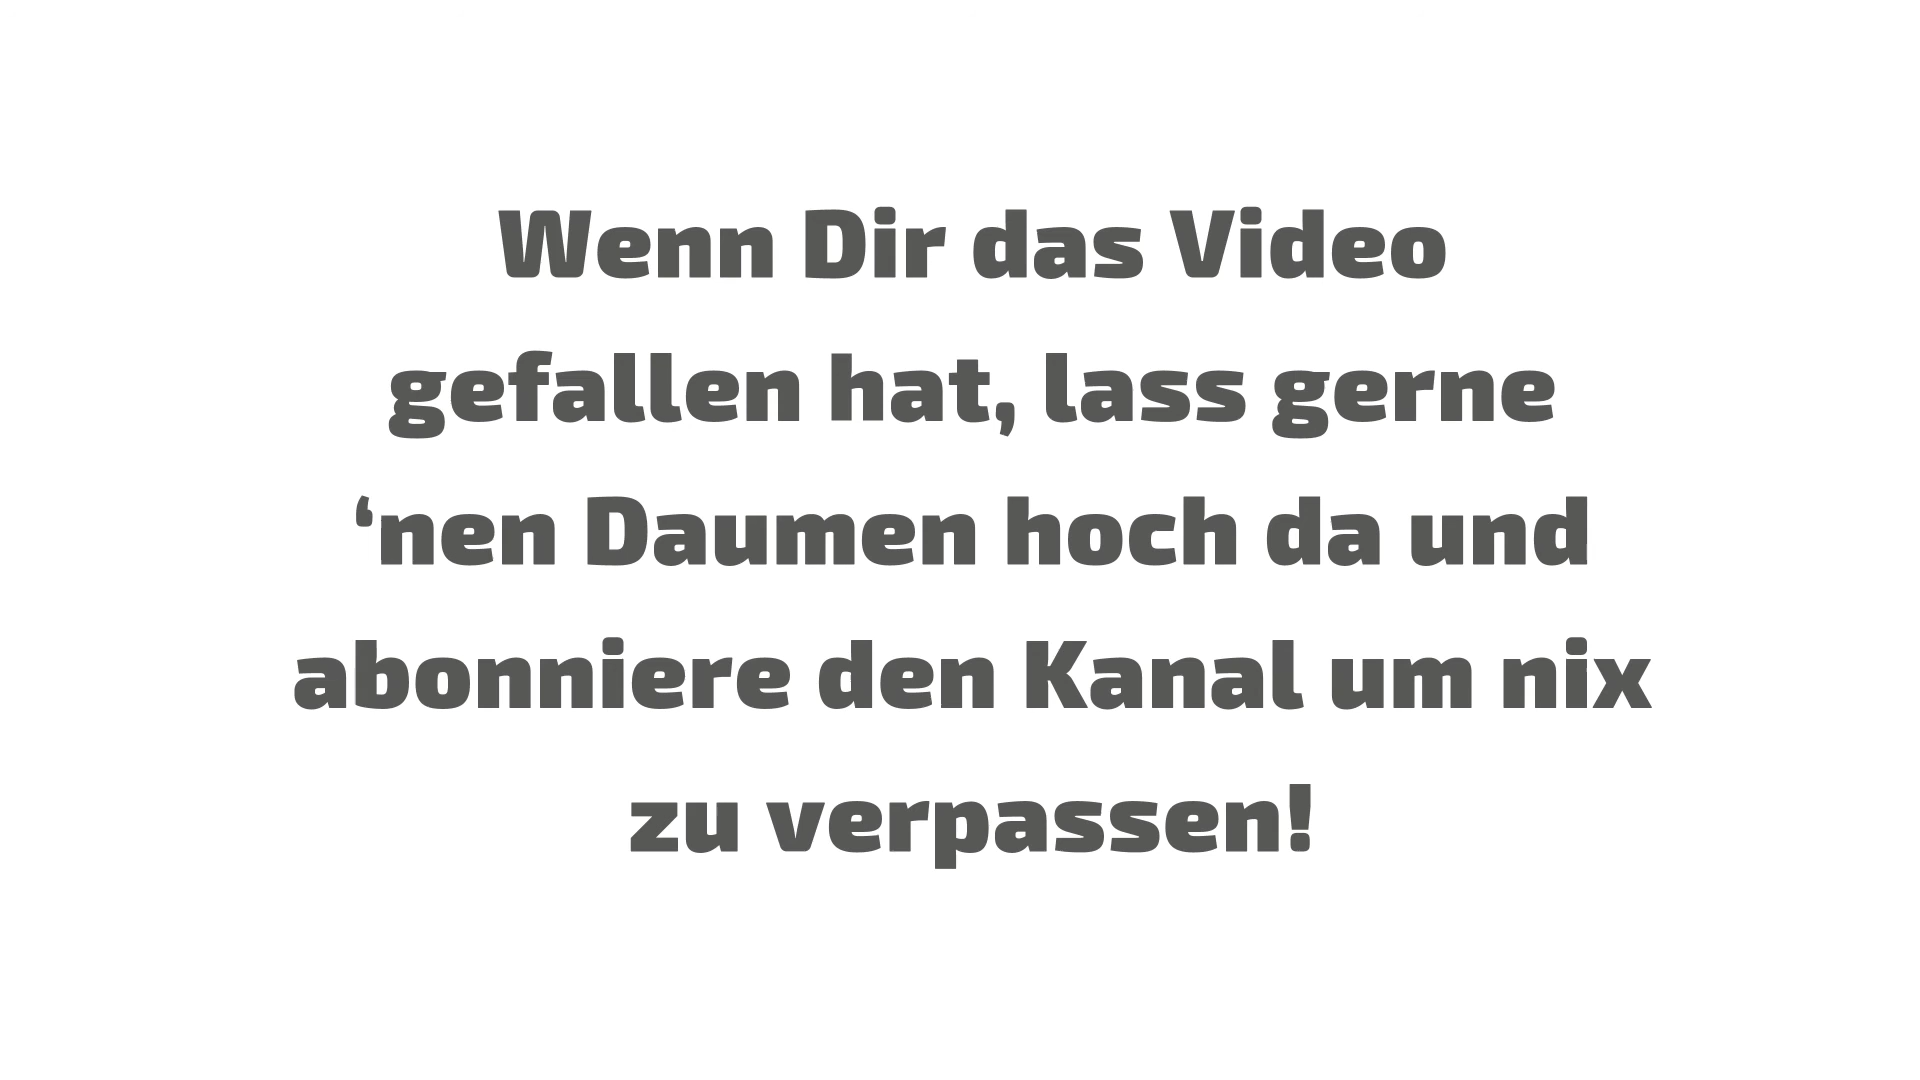 Wenn Dir das Video
gefallen hat, lass gerne
‘nen Daumen hoch da und
abonniere den Kanal um nix
zu verpassen!